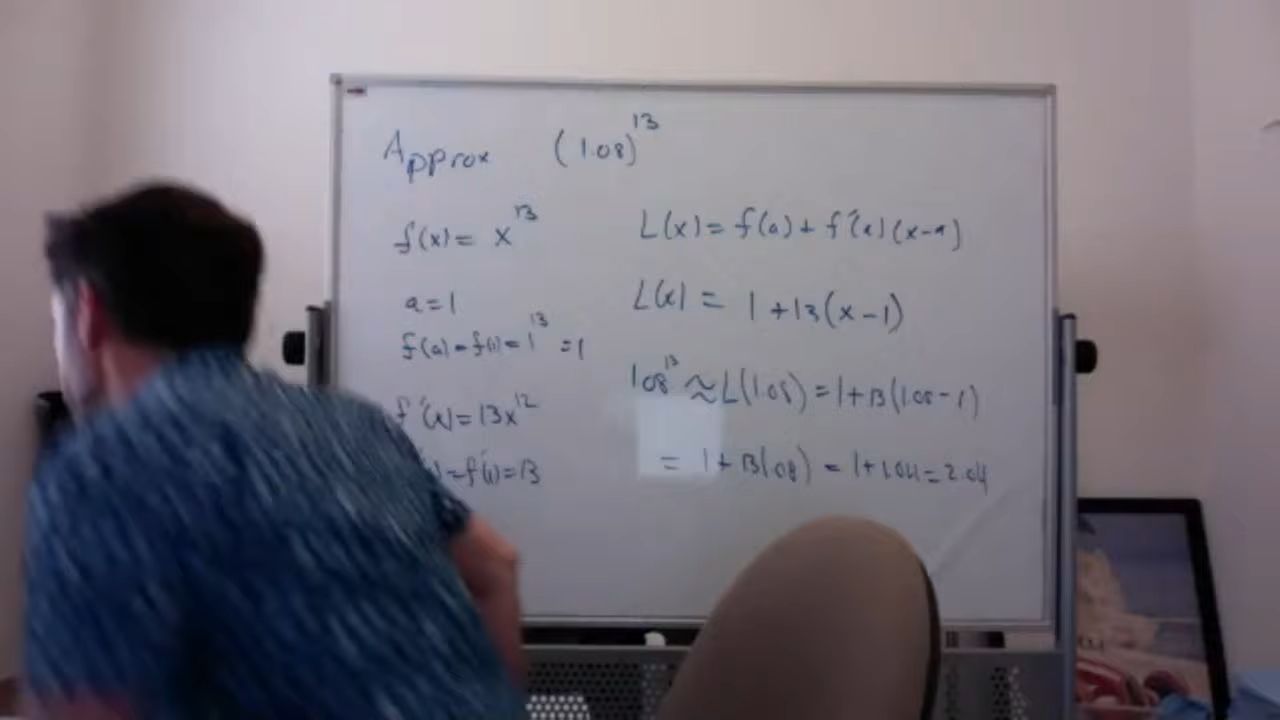 Approx (1.08)^13
f(x) = x^13
a = 1
f(a) = f(1) = 1^13 = 1
f'(x) = 13x^12
= f'(1) = 13
L(x) = f(a) + f'(a)(x-a)
L(x) = 1 + 13(x-1)
1.08^13 ≈ L(1.08) = 1 + 13(1.08 - 1)
= 1 + 13(.08) = 1 + 1.04 = 2.04